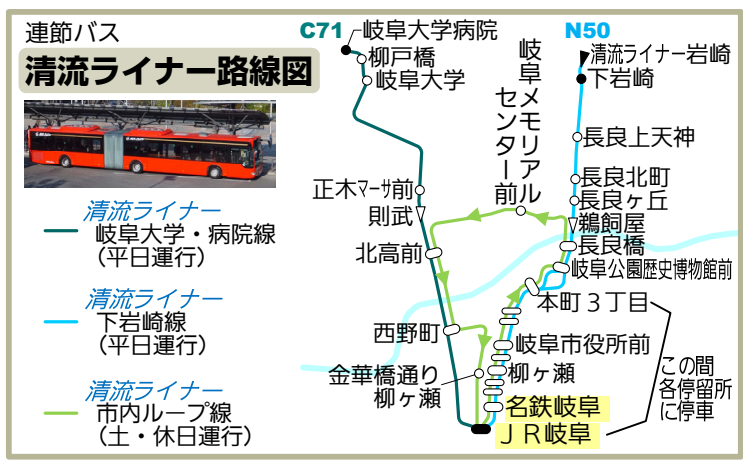 連節バス
清流ライナー路線図
清流ライナー
岐阜大学・病院線
(平日運行)
清流ライナー
下岩崎線
(平日運行)
清流ライナー
市内ループ線
(土・休日運行)
C71
岐阜大学病院
柳戸橋
岐阜大学
正木マーサ前
則武
北高前
西野町
金華橋通り
柳ヶ瀬
岐阜メモリアル
センター前
N50
清流ライナー岩崎
下岩崎
長良上天神
長良北町
長良ヶ丘
鵜飼屋
長良橋
岐阜公園歴史博物館前
本町３丁目
岐阜市役所前
柳ヶ瀬
名鉄岐阜
ＪＲ岐阜
この間
各停留所
に停車